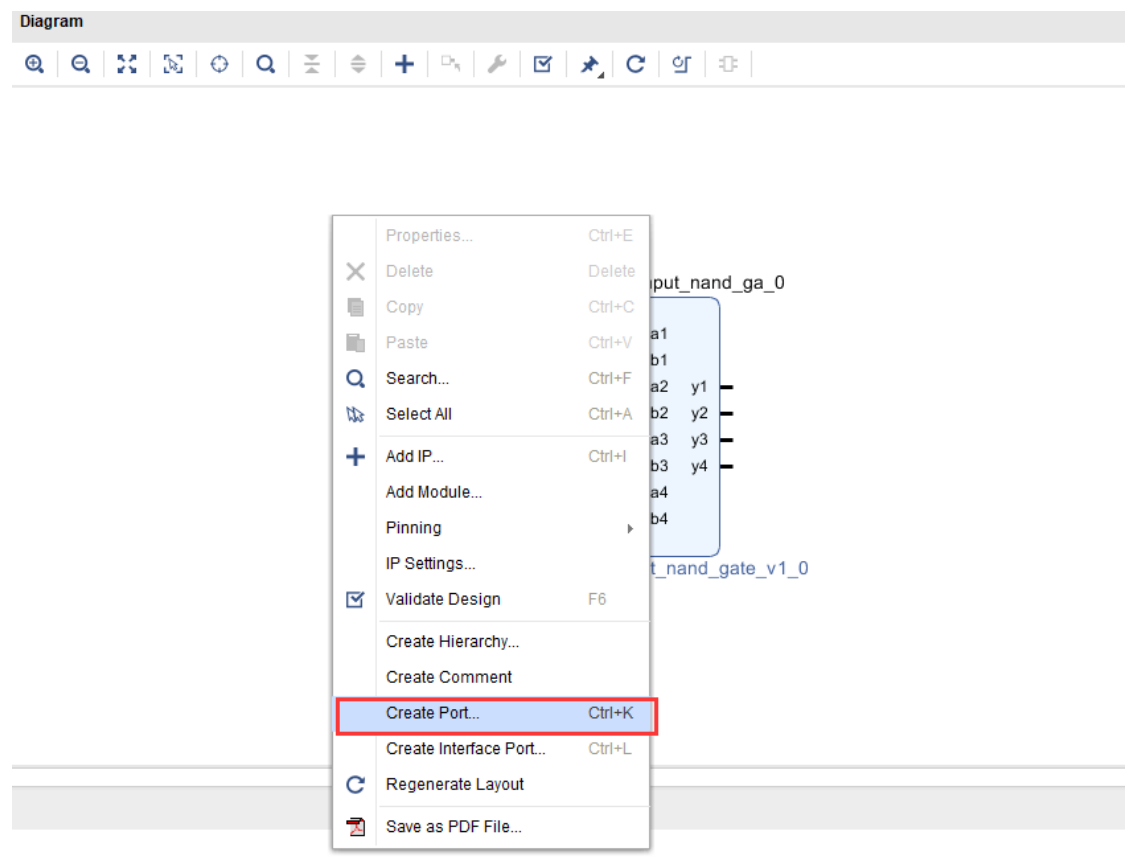 Diagram
Properties... Ctrl+E
Delete Delete
Copy Ctrl+C
Paste Ctrl+V
Search... Ctrl+F
Select All Ctrl+A
Add IP... Ctrl+I
Add Module...
Pinning
IP Settings...
Validate Design F6
Create Hierarchy...
Create Comment
Create Port... Ctrl+K
Create Interface Port... Ctrl+L
Regenerate Layout
Save as PDF File...
put_nand_ga_0
a1
b1
a2 y1
b2 y2
a3 y3
b3 y4
a4
b4
t_nand_gate_v1_0